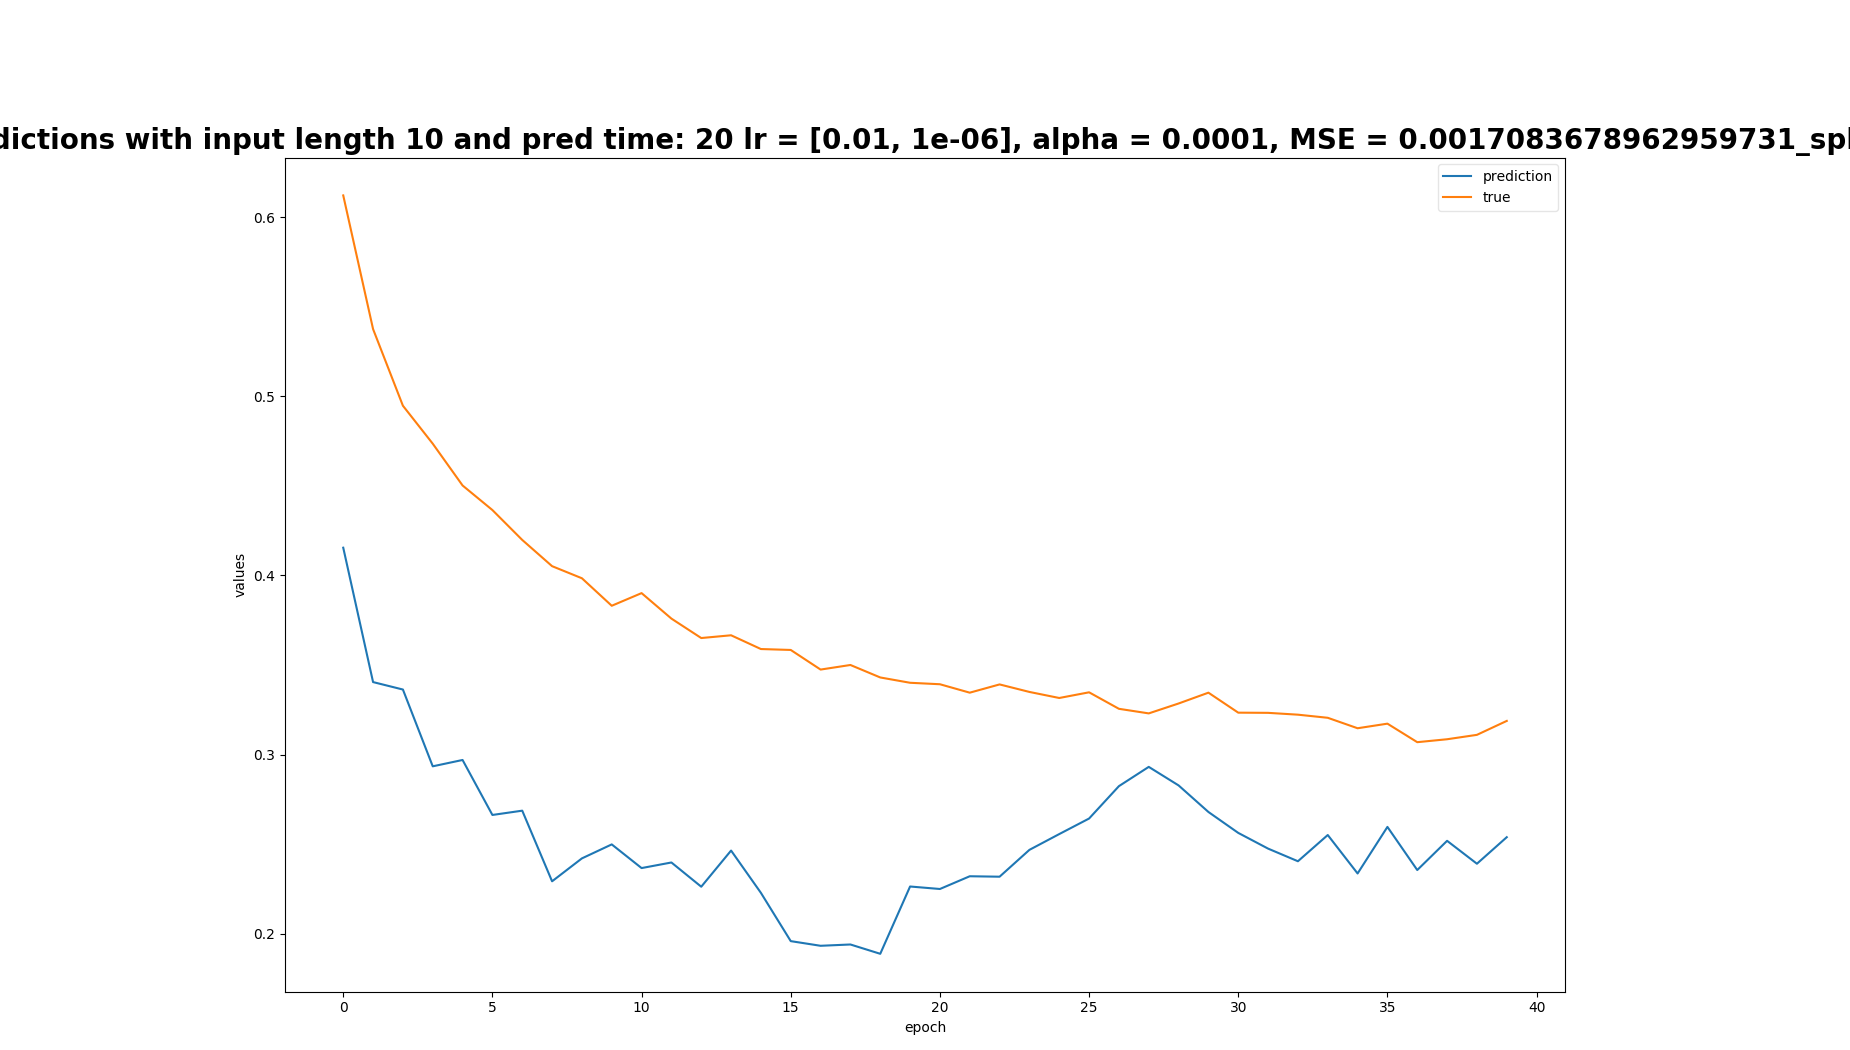 dictions with input length 10 and pred time: 20 lr = [0.01, 1e-06], alpha = 0.0001, MSE = 0.0017083678962959731_spl
prediction
true
0.6
0.5
0.4
0.3
0.2
values
0 5 10 15 20 25 30 35 40
epoch